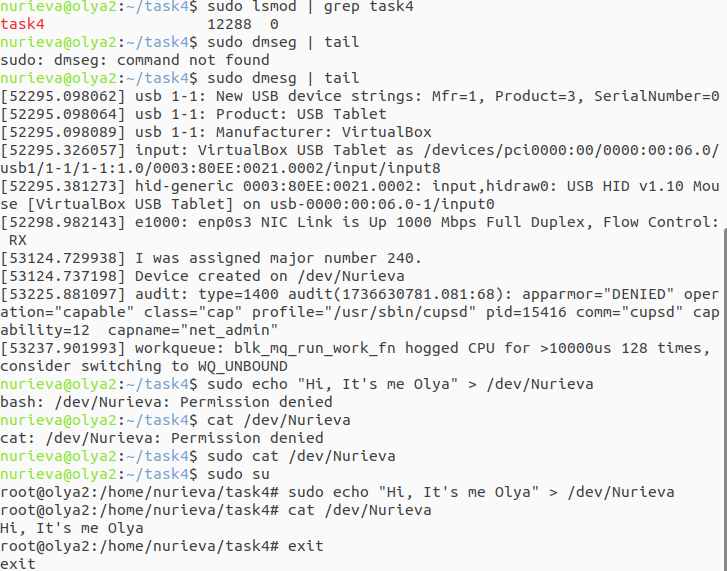 nurieva@olya2:~/task4$ sudo lsmod | grep task4
task4                  12288  0
nurieva@olya2:~/task4$ sudo dmseg | tail
sudo: dmseg: command not found
nurieva@olya2:~/task4$ sudo dmesg | tail
[52295.098062] usb 1-1: New USB device strings: Mfr=1, Product=3, SerialNumber=0
[52295.098064] usb 1-1: Product: USB Tablet
[52295.098089] usb 1-1: Manufacturer: VirtualBox
[52295.326057] input: VirtualBox USB Tablet as /devices/pci0000:00/0000:00:06.0/
usb1/1-1/1-1:1.0/0003:80EE:0021.0002/input/input8
[52295.381273] hid-generic 0003:80EE:0021.0002: input,hidraw0: USB HID v1.10 Mou
se [VirtualBox USB Tablet] on usb-0000:00:06.0-1/input0
[52298.982143] e1000: enp0s3 NIC Link is Up 1000 Mbps Full Duplex, Flow Control:
 RX
[53124.729938] I was assigned major number 240.
[53124.737198] Device created on /dev/Nurieva
[53225.881097] audit: type=1400 audit(1736630781.081:68): apparmor="DENIED" oper
ation="capable" class="cap" profile="/usr/sbin/cupsd" pid=15416 comm="cupsd" cap
ability=12  capname="net_admin"
[53237.901993] workqueue: blk_mq_run_work_fn hogged CPU for >10000us 128 times,
consider switching to WQ_UNBOUND
nurieva@olya2:~/task4$ sudo echo "Hi, It's me Olya" > /dev/Nurieva
bash: /dev/Nurieva: Permission denied
nurieva@olya2:~/task4$ cat /dev/Nurieva
cat: /dev/Nurieva: Permission denied
nurieva@olya2:~/task4$ sudo cat /dev/Nurieva
nurieva@olya2:~/task4$ sudo su
root@olya2:/home/nurieva/task4# sudo echo "Hi, It's me Olya" > /dev/Nurieva
root@olya2:/home/nurieva/task4# cat /dev/Nurieva
Hi, It's me Olya
root@olya2:/home/nurieva/task4# exit
exit